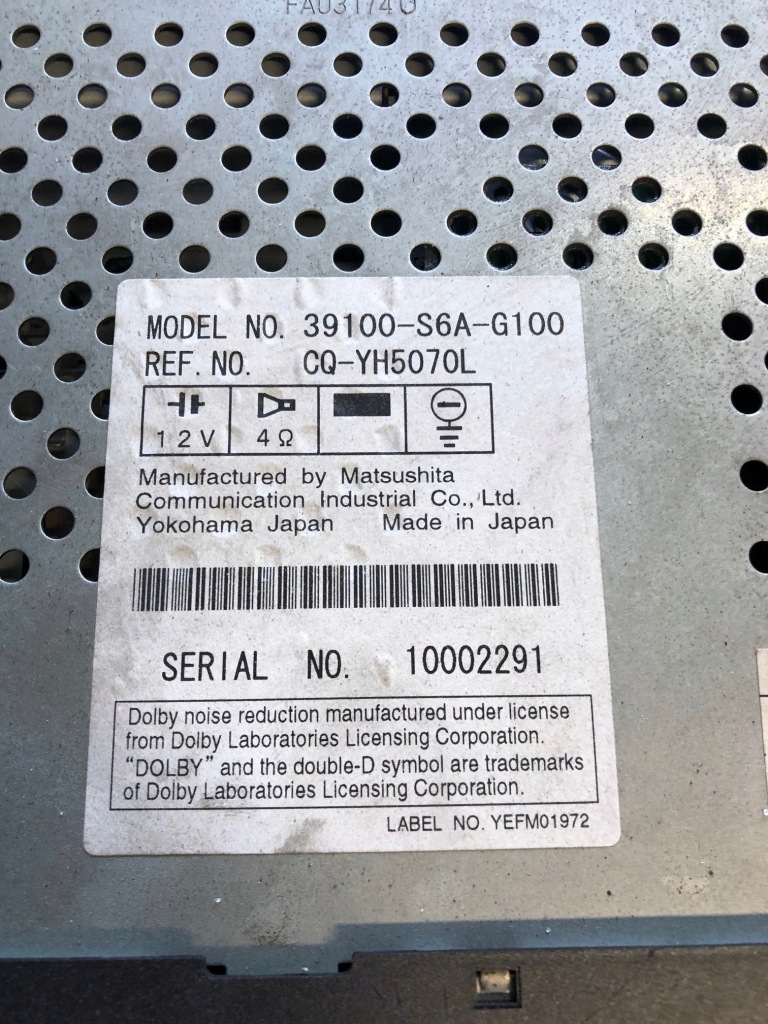 FA03174
MODEL NO. 39100-S6A-G100
REF. NO. CQ-YH5070L
12V 4Ω
Manufactured by Matsushita
Communication Industrial Co., Ltd.
Yokohama Japan Made in Japan
SERIAL NO. 10002291
Dolby noise reduction manufactured under license
from Dolby Laboratories Licensing Corporation.
“DOLBY” and the double-D symbol are trademarks
of Dolby Laboratories Licensing Corporation.
LABEL NO. YEFM01972